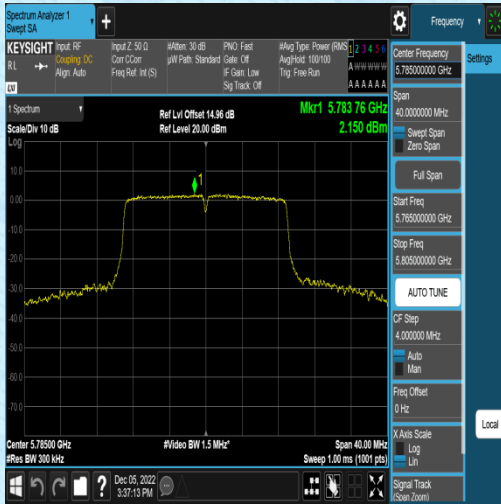 Spectrum Analyzer 1
Swept SA
Frequency
KEYSIGHT
RL
Input: RF
Coupling: DC
Align: Auto
Input Z: 50 Ω
Corr CCorr
Freq Ref: Int (S)
#Atten: 30 dB
µW Path: Standard
PNO: Fast
Gate: Off
IF Gain: Low
Sig Track: Off
#Avg Type: Power (RMS
Avg|Hold: 100/100
Trig: Free Run
1 2 3 4 5 6
A W W W W W
A A A A A A
1 Spectrum
Scale/Div 10 dB
Log
Ref Lvl Offset 14.96 dB
Ref Level 20.00 dBm
Mkr1 5.783 76 GHz
2.150 dBm
1
10.0
0.00
-10.0
-20.0
-30.0
-40.0
-50.0
-60.0
-70.0
Center 5.78500 GHz
#Res BW 300 kHz
#Video BW 1.5 MHz*
Span 40.00 MHz
Sweep 1.00 ms (1001 pts)
Dec 05, 2022
3:37:13 PM
Center Frequency
5.785000000 GHz
Settings
Span
40.0000000 MHz
Swept Span
Zero Span
Full Span
Start Freq
5.765000000 GHz
Stop Freq
5.805000000 GHz
AUTO TUNE
CF Step
4.000000 MHz
Auto
Man
Freq Offset
0 Hz
X Axis Scale
Log
Lin
Local
Signal Track
(Span Zoom)